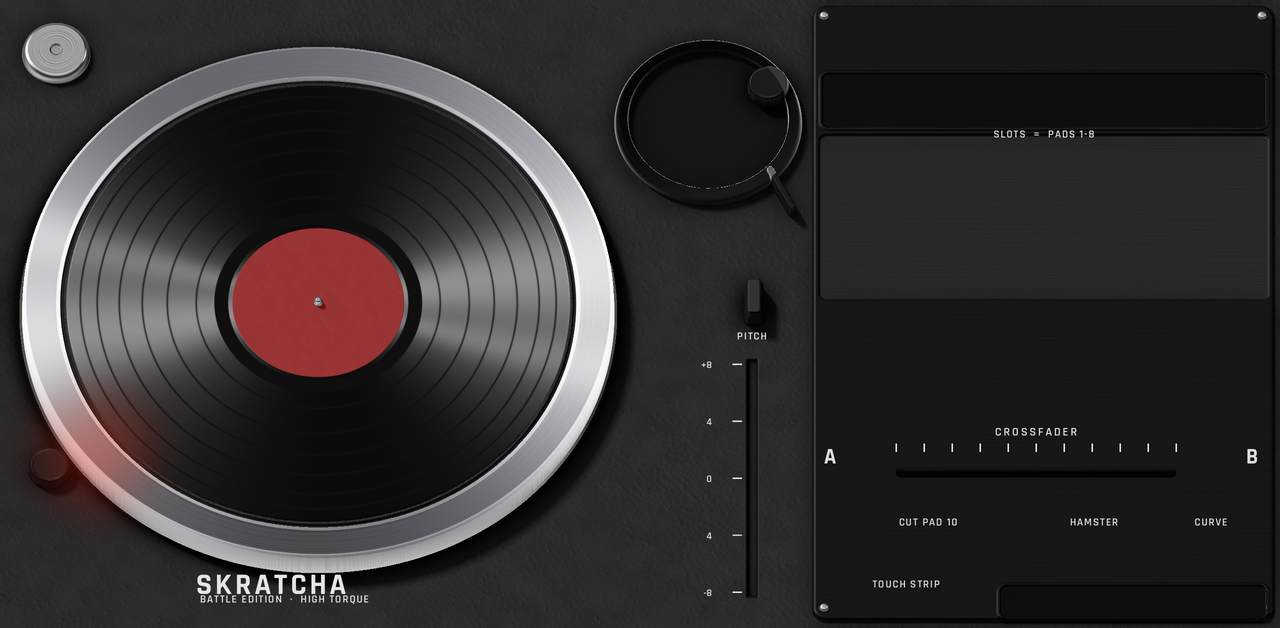 SLOTS = PADS 1-8
PITCH
+8
4
0
4
-8
CROSSFADER
A
B
CUT PAD 10
HAMSTER
CURVE
TOUCH STRIP
SKRATCHA
BATTLE EDITION · HIGH TORQUE